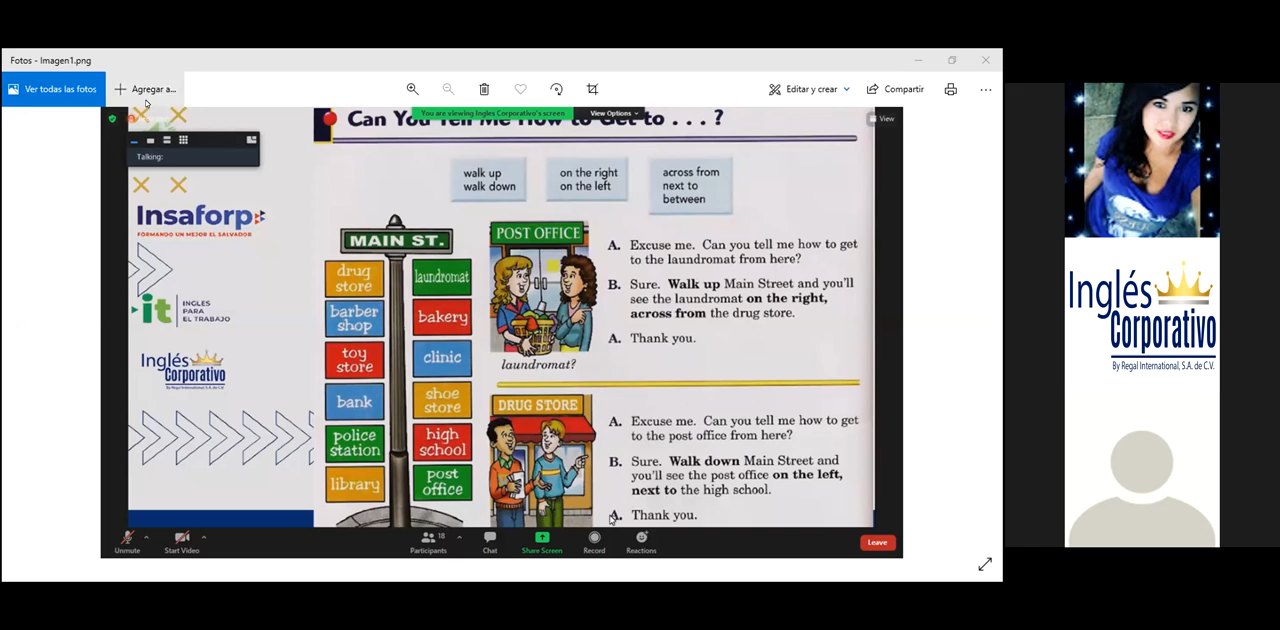 Fotos - Imagen1.png
Ver todas las fotos
Agregar a...
Editar y crear
Compartir
You are viewing Ingles Corporativo's screen
View Options
View
Talking:
Can You Tell Me How to Get to . . . ?
walk up
walk down
on the right
on the left
across from
next to
between
Insaforp
FORMANDO UN MEJOR EL SALVADOR
it
INGLES
PARA
EL TRABAJO
Inglés
Corporativo
By Regal International, S.A. de C.V.
MAIN ST.
drug
store
laundromat
barber
shop
bakery
toy
store
clinic
bank
shoe
store
police
station
high
school
library
post
office
POST OFFICE
laundromat?
A. Excuse me. Can you tell me how to get
to the laundromat from here?
B. Sure. Walk up Main Street and you'll
see the laundromat on the right,
across from the drug store.
A. Thank you.
DRUG STORE
A. Excuse me. Can you tell me how to get
to the post office from here?
B. Sure. Walk down Main Street and
you'll see the post office on the left,
next to the high school.
A. Thank you.
Unmute
Start Video
Participants
18
Chat
Share Screen
Record
Reactions
Leave
Inglés
Corporativo
By Regal International, S.A. de C.V.